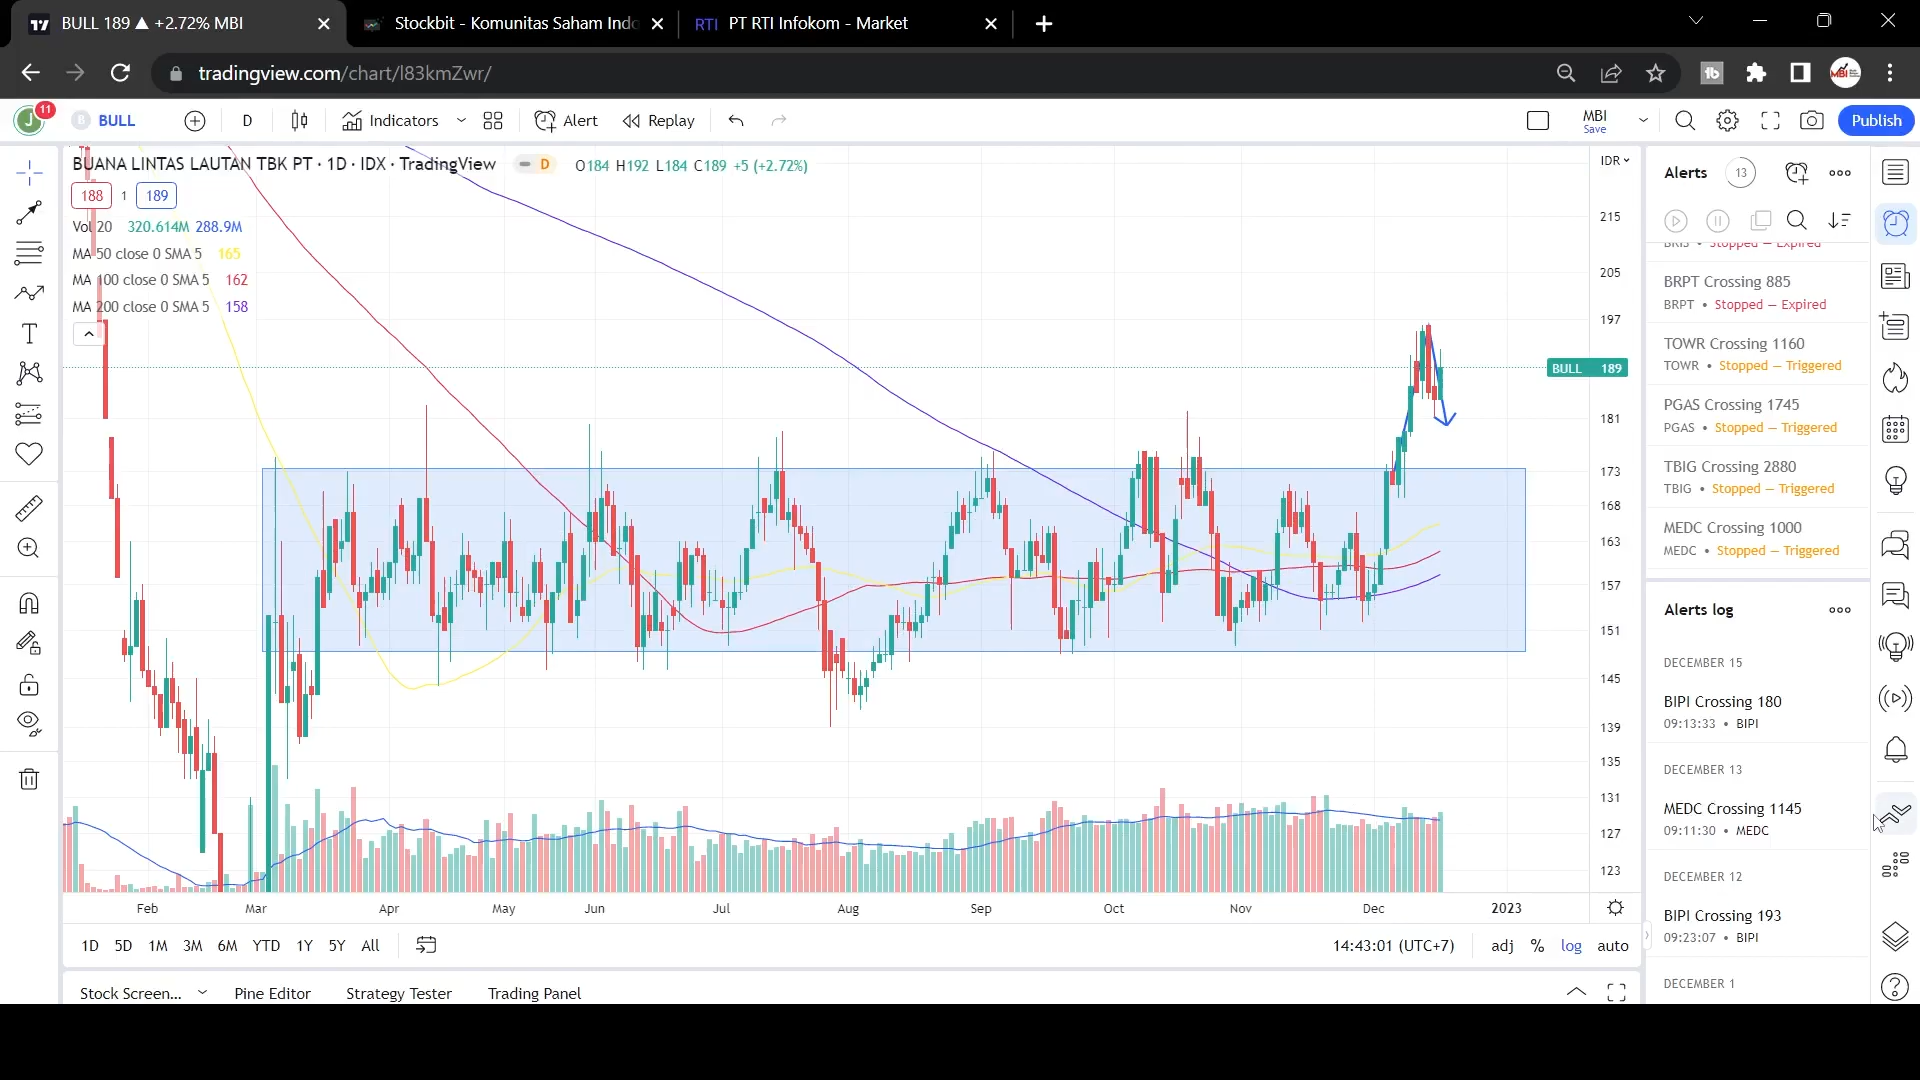 BULL 189 ▲ +2.72% MBI
Stockbit - Komunitas Saham Indo
RTI PT RTI Infokom - Market
tradingview.com/chart/l83kmZwr/
J 11
BULL
D
Indicators
Alert
Replay
MBI
Save
Publish
BUANA LINTAS LAUTAN TBK PT · 1D · IDX · TradingView
D
O184 H192 L184 C189 +5 (+2.72%)
188 1 189
Vol 20 320.614M 288.9M
MA 50 close 0 SMA 5 165
MA 100 close 0 SMA 5 162
MA 200 close 0 SMA 5 158
IDR
215
205
197
BULL 189
181
173
168
163
157
151
145
139
135
131
127
123
Feb Mar Apr May Jun Jul Aug Sep Oct Nov Dec 2023
1D 5D 1M 3M 6M YTD 1Y 5Y All
14:43:01 (UTC+7) adj % log auto
Stock Screen... Pine Editor Strategy Tester Trading Panel
Alerts 13
BRIS • Stopped — Expired
BRPT Crossing 885
BRPT • Stopped — Expired
TOWR Crossing 1160
TOWR • Stopped — Triggered
PGAS Crossing 1745
PGAS • Stopped — Triggered
TBIG Crossing 2880
TBIG • Stopped — Triggered
MEDC Crossing 1000
MEDC • Stopped — Triggered
Alerts log
DECEMBER 15
BIPI Crossing 180
09:13:33 • BIPI
DECEMBER 13
MEDC Crossing 1145
09:11:30 • MEDC
DECEMBER 12
BIPI Crossing 193
09:23:07 • BIPI
DECEMBER 1